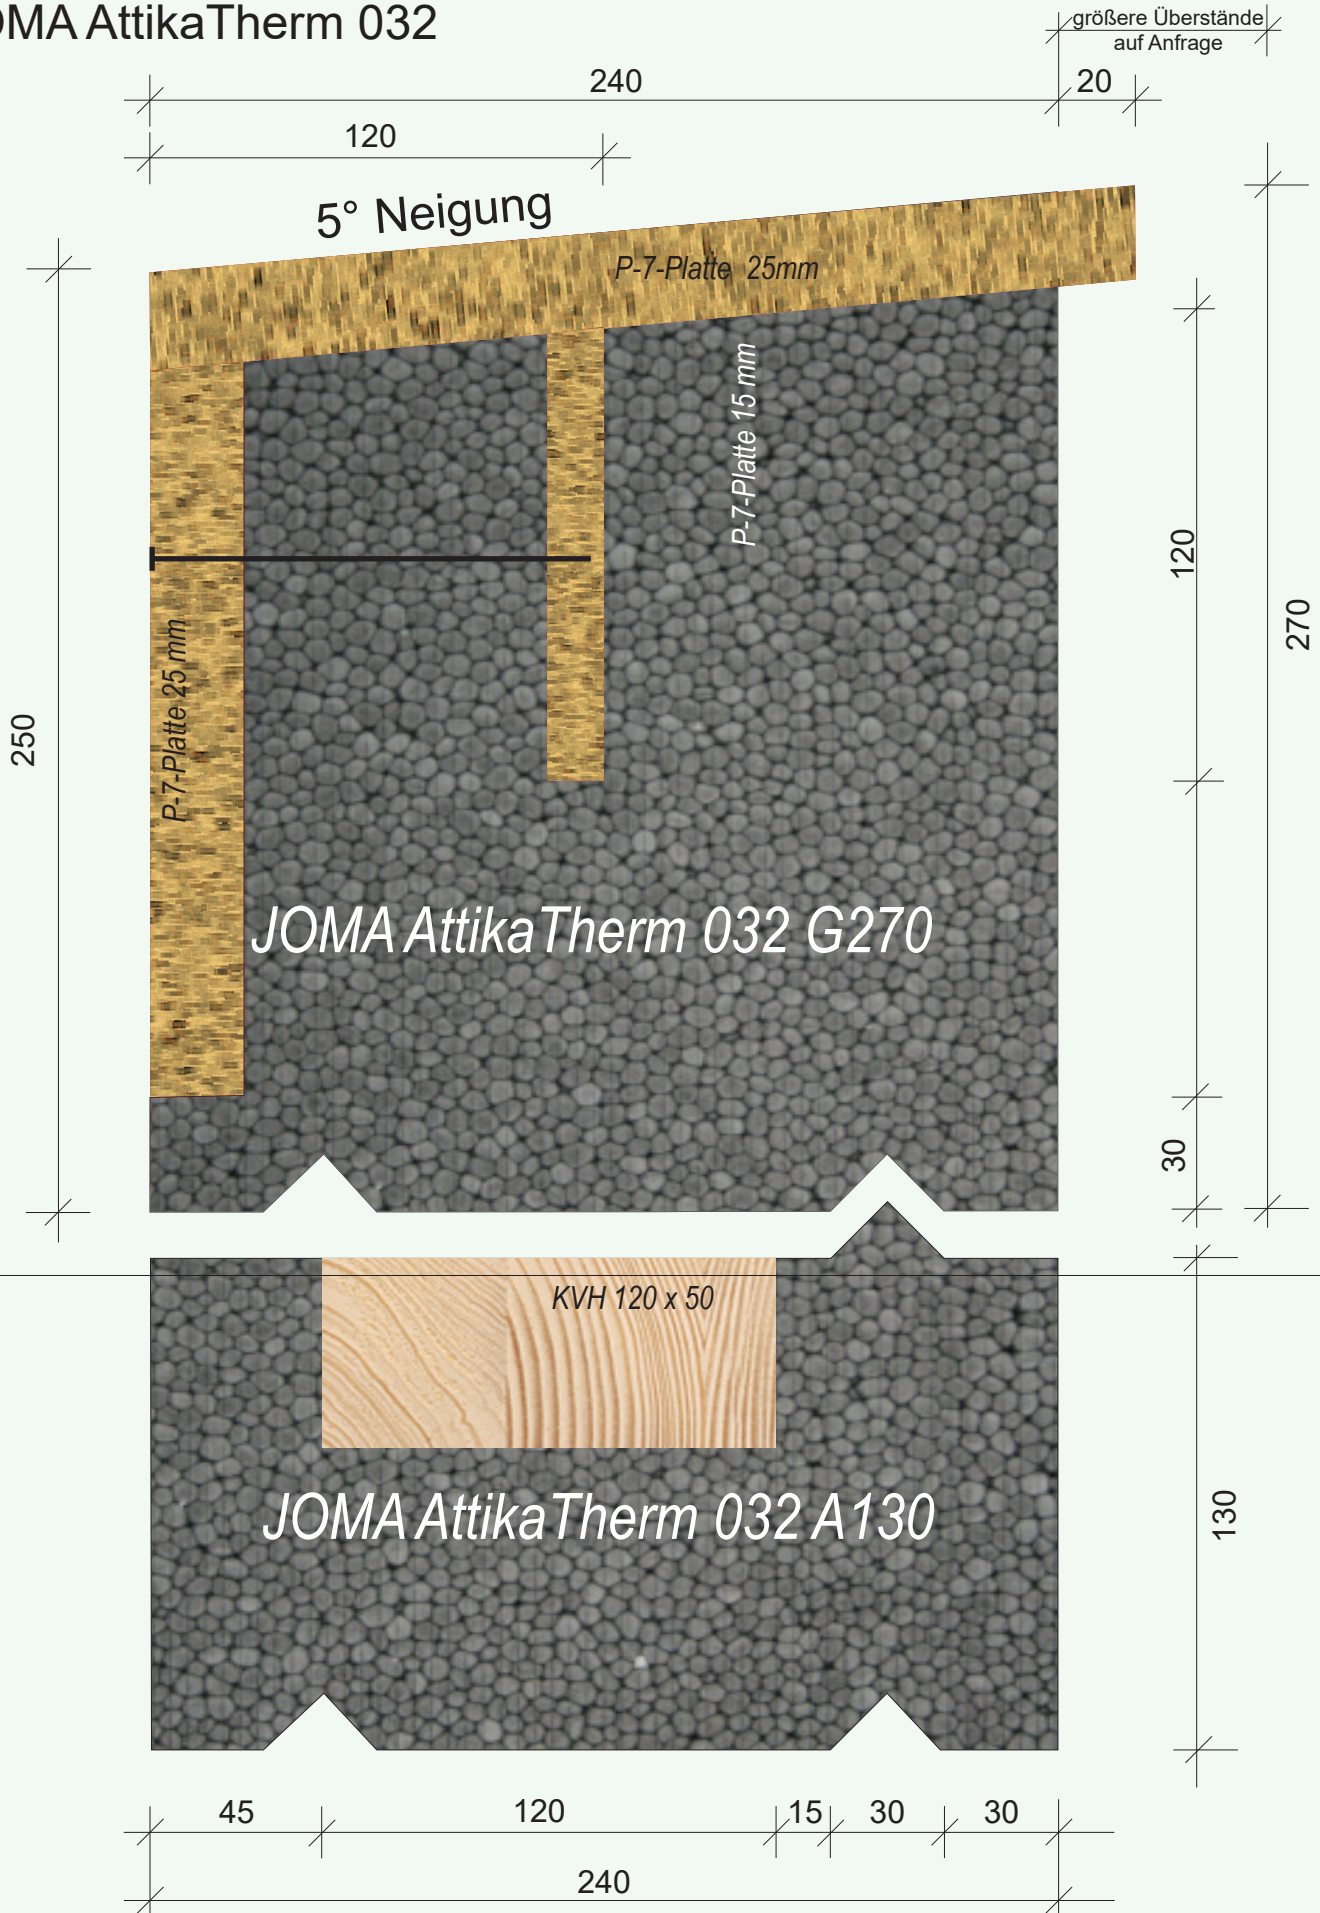 OMA AttikaTherm 032
größere Überstände
auf Anfrage
240
20
120
5° Neigung
P-7-Platte 25mm
P-7-Platte 15 mm
120
270
P-7-Platte 25 mm
250
JOMA AttikaTherm 032 G270
30
KVH 120 x 50
JOMA AttikaTherm 032 A130
130
45
120
15
30
30
240